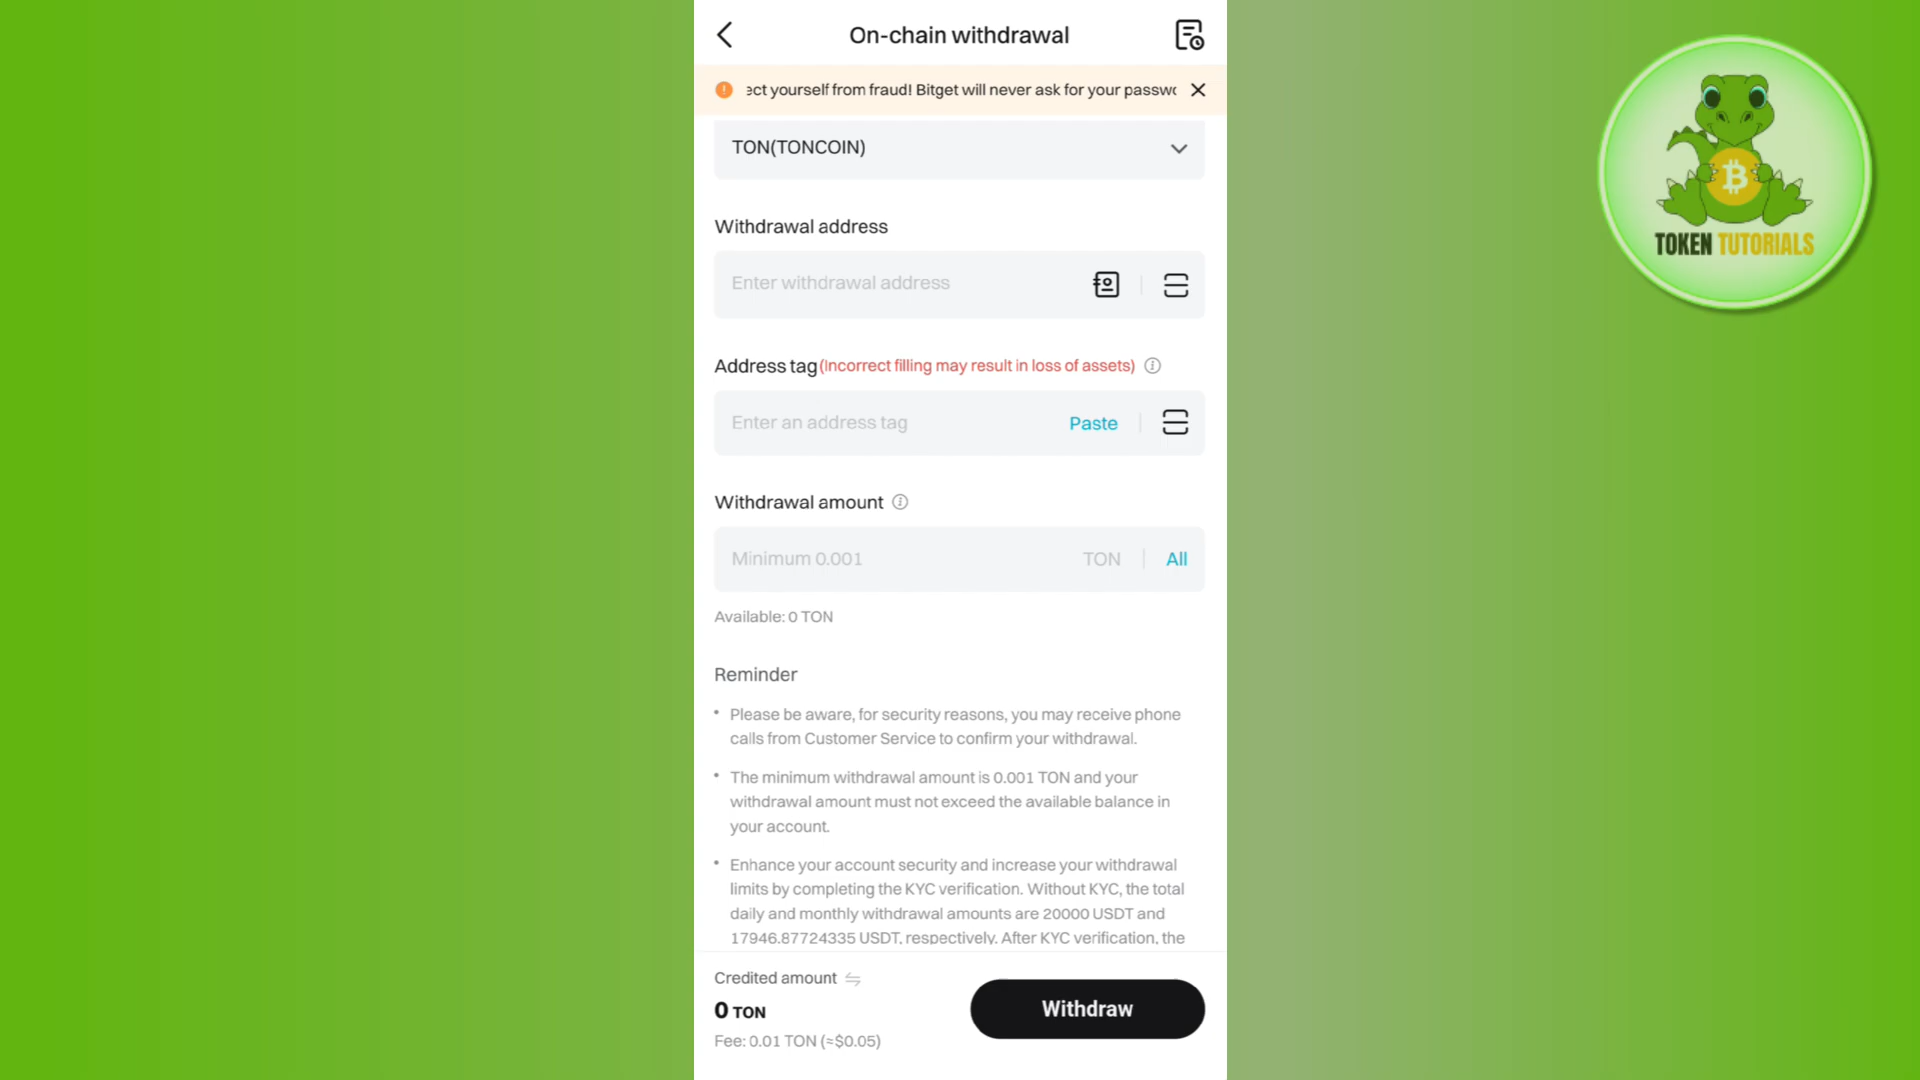 On-chain withdrawal
ect yourself from fraud! Bitget will never ask for your passwo
TON(TONCOIN)
Withdrawal address
Enter withdrawal address
Address tag(Incorrect filling may result in loss of assets)
Enter an address tag Paste
Withdrawal amount
Minimum 0.001 TON All
Available: 0 TON
Reminder
• Please be aware, for security reasons, you may receive phone
calls from Customer Service to confirm your withdrawal.
• The minimum withdrawal amount is 0.001 TON and your
withdrawal amount must not exceed the available balance in
your account.
• Enhance your account security and increase your withdrawal
limits by completing the KYC verification. Without KYC, the total
daily and monthly withdrawal amounts are 20000 USDT and
17946.87724335 USDT, respectively. After KYC verification, the
Credited amount
0 TON
Fee: 0.01 TON (≈$0.05)
Withdraw
TOKEN TUTORIALS